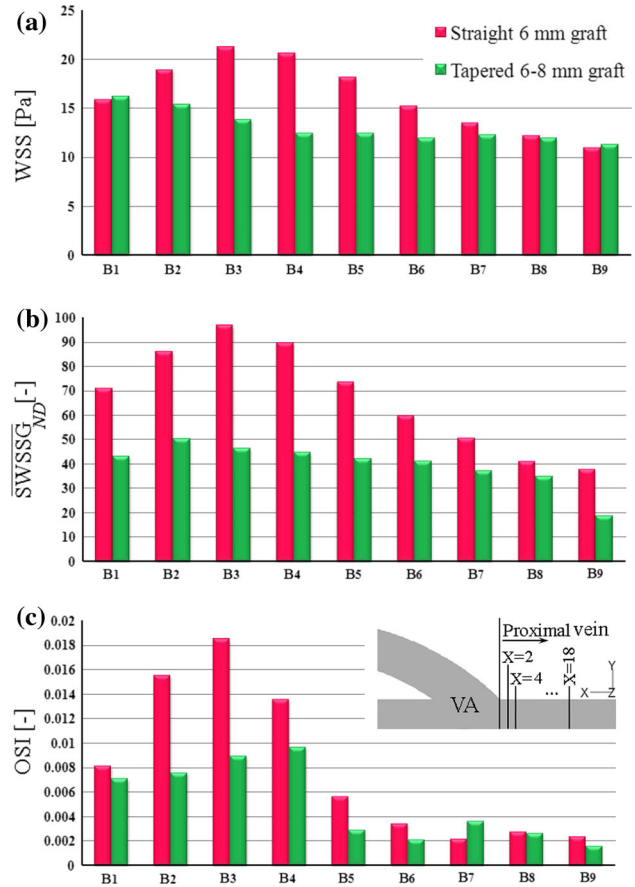 (a)
WSS [Pa]
25
20
15
10
5
0
Straight 6 mm graft
Tapered 6-8 mm graft
B1 B2 B3 B4 B5 B6 B7 B8 B9
(b)
SWSSG ND [-]
100
90
80
70
60
50
40
30
20
10
0
B1 B2 B3 B4 B5 B6 B7 B8 B9
(c)
OSI [-]
0.02
0.018
0.016
0.014
0.012
0.01
0.008
0.006
0.004
0.002
0
Proximal vein
X=2
X=4
...
X=18
VA
Y
X Z
B1 B2 B3 B4 B5 B6 B7 B8 B9